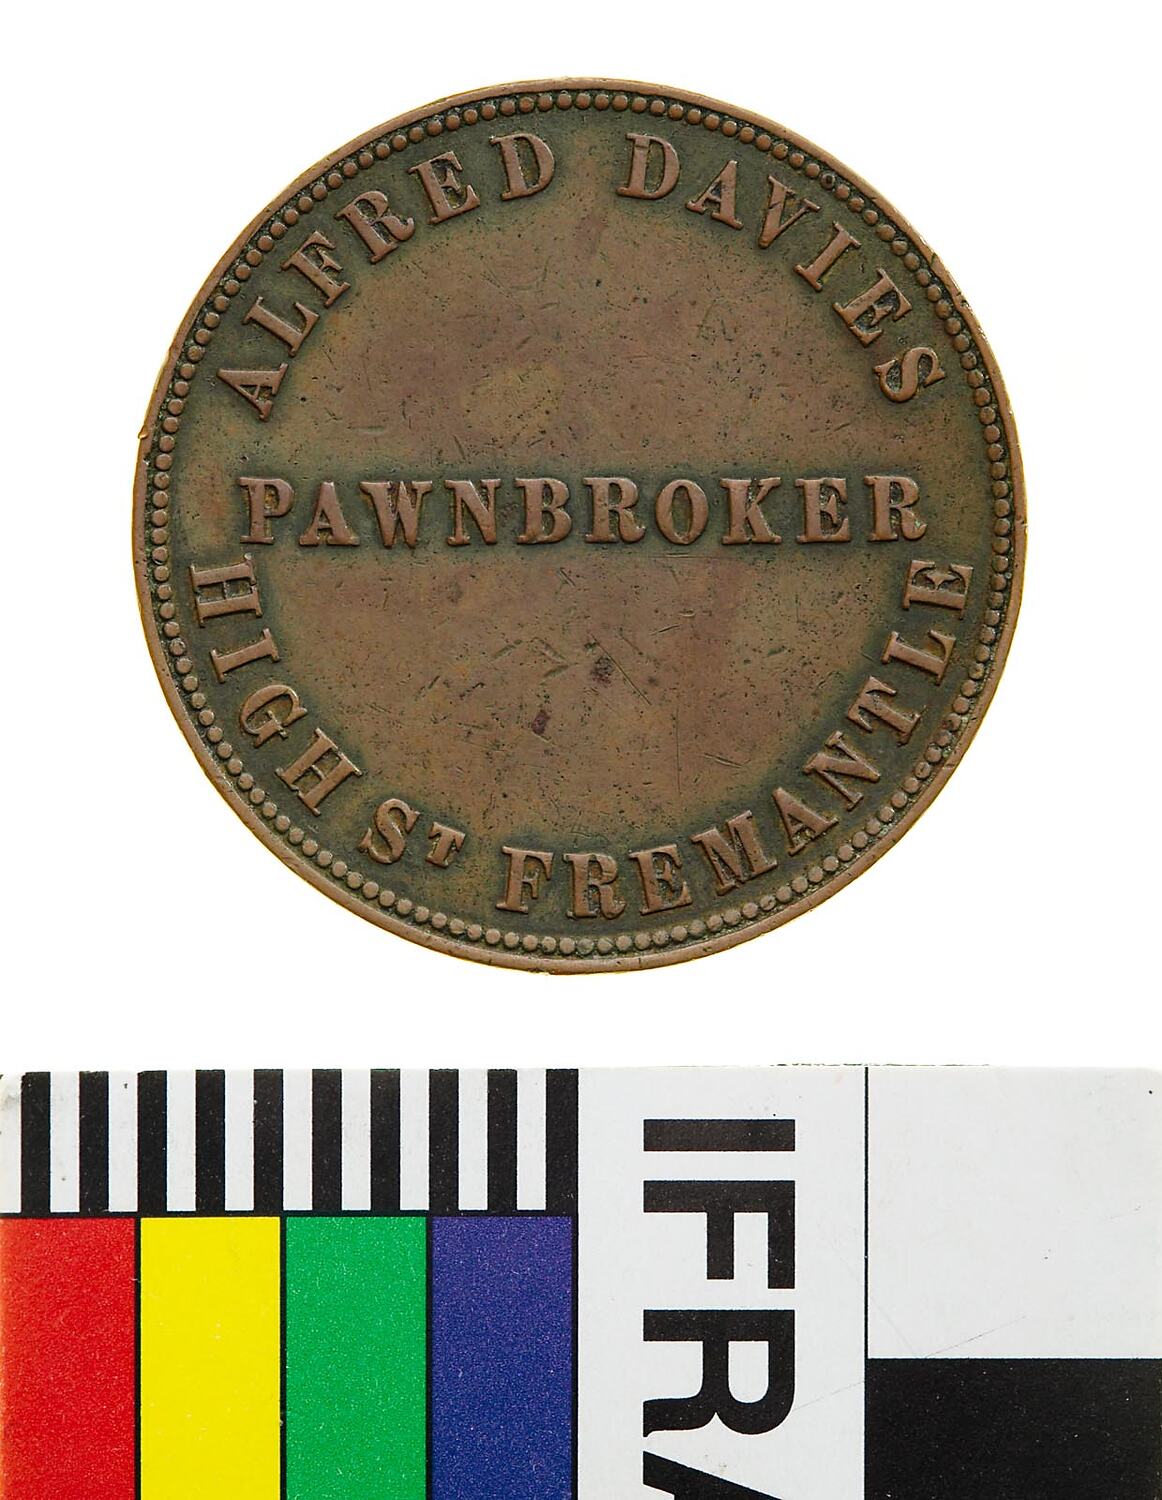 ALFRED DAVIES
PAWNBROKER
HIGH ST FREMANTLE
IFRA